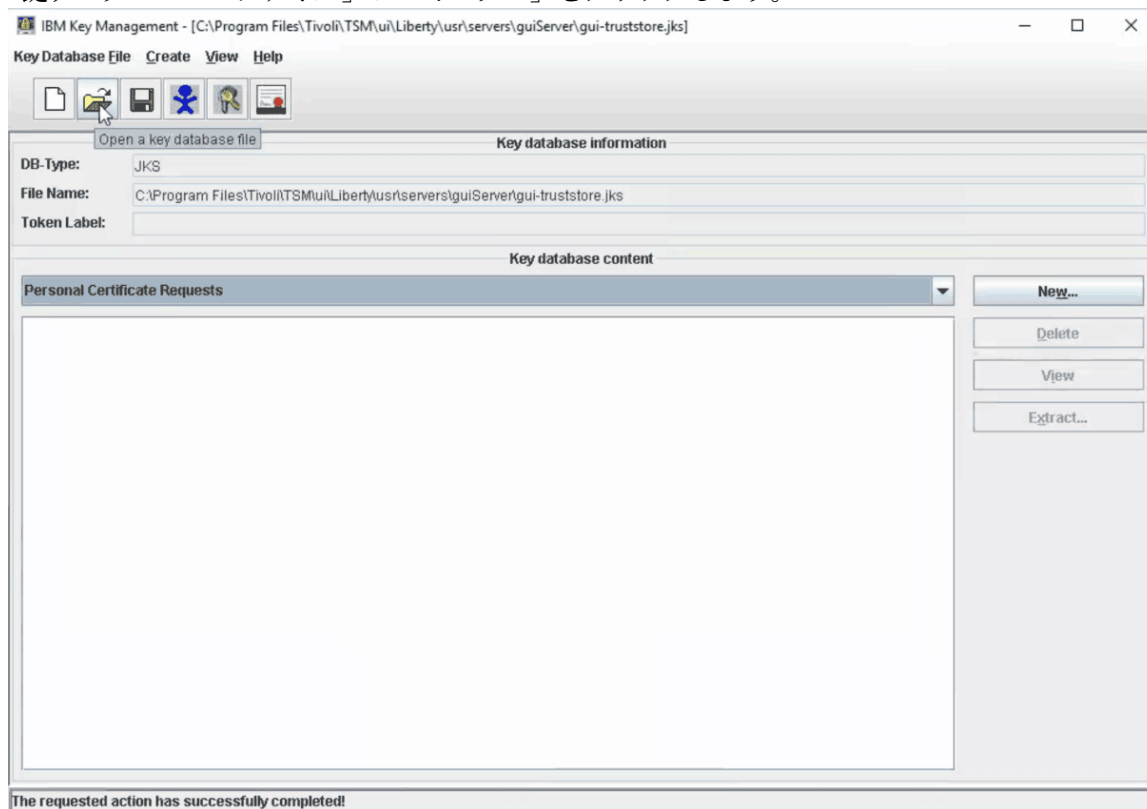 IBM Key Management - [C:\Program Files\Tivoli\TSM\ui\Liberty\usr\servers\guiServer\gui-truststore.jks]
Key Database File Create View Help
Open a key database file
Key database information
DB-Type: JKS
File Name: C:\Program Files\Tivoli\TSM\ui\Liberty\usr\servers\guiServer\gui-truststore.jks
Token Label:
Key database content
Personal Certificate Requests
New...
Delete
View
Extract...
The requested action has successfully completed!